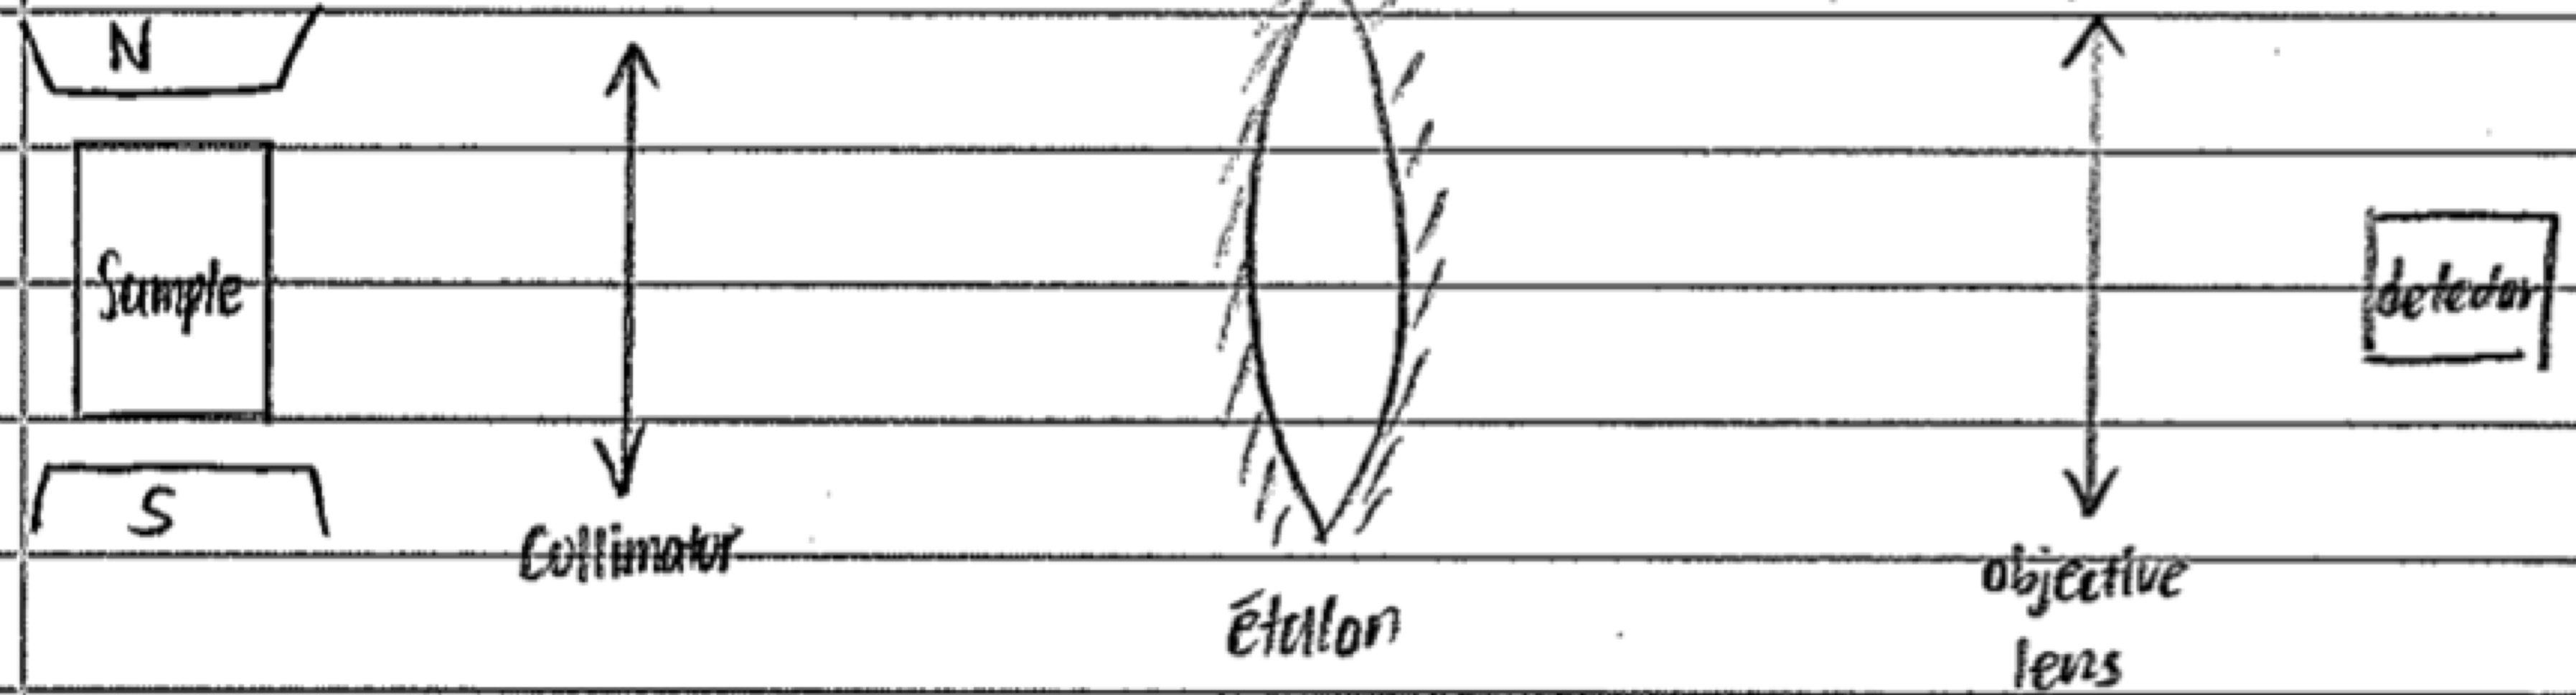 N
Sample
detector
S
Collimator
étalon
objective
lens